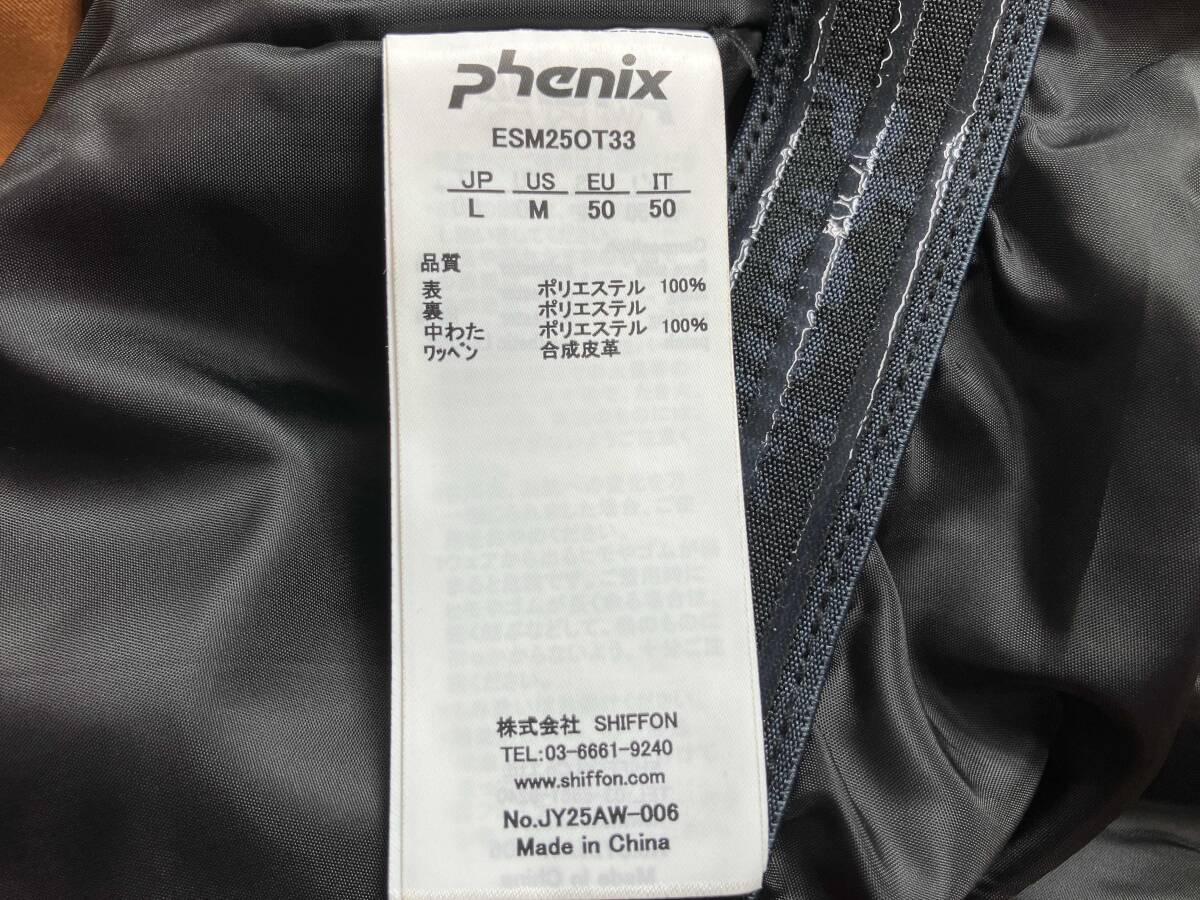 phenix
ESM25OT33
JP US EU IT
L M 50 50
品質
表 ポリエステル 100%
裏 ポリエステル
中わた ポリエステル 100%
ワッペン 合成皮革
株式会社 SHIFFON
TEL:03-6661-9240
www.shiffon.com
No.JY25AW-006
Made in China